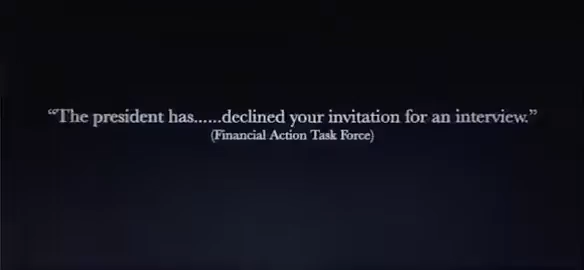 “The president has......declined your invitation for an interview.”
(Financial Action Task Force)